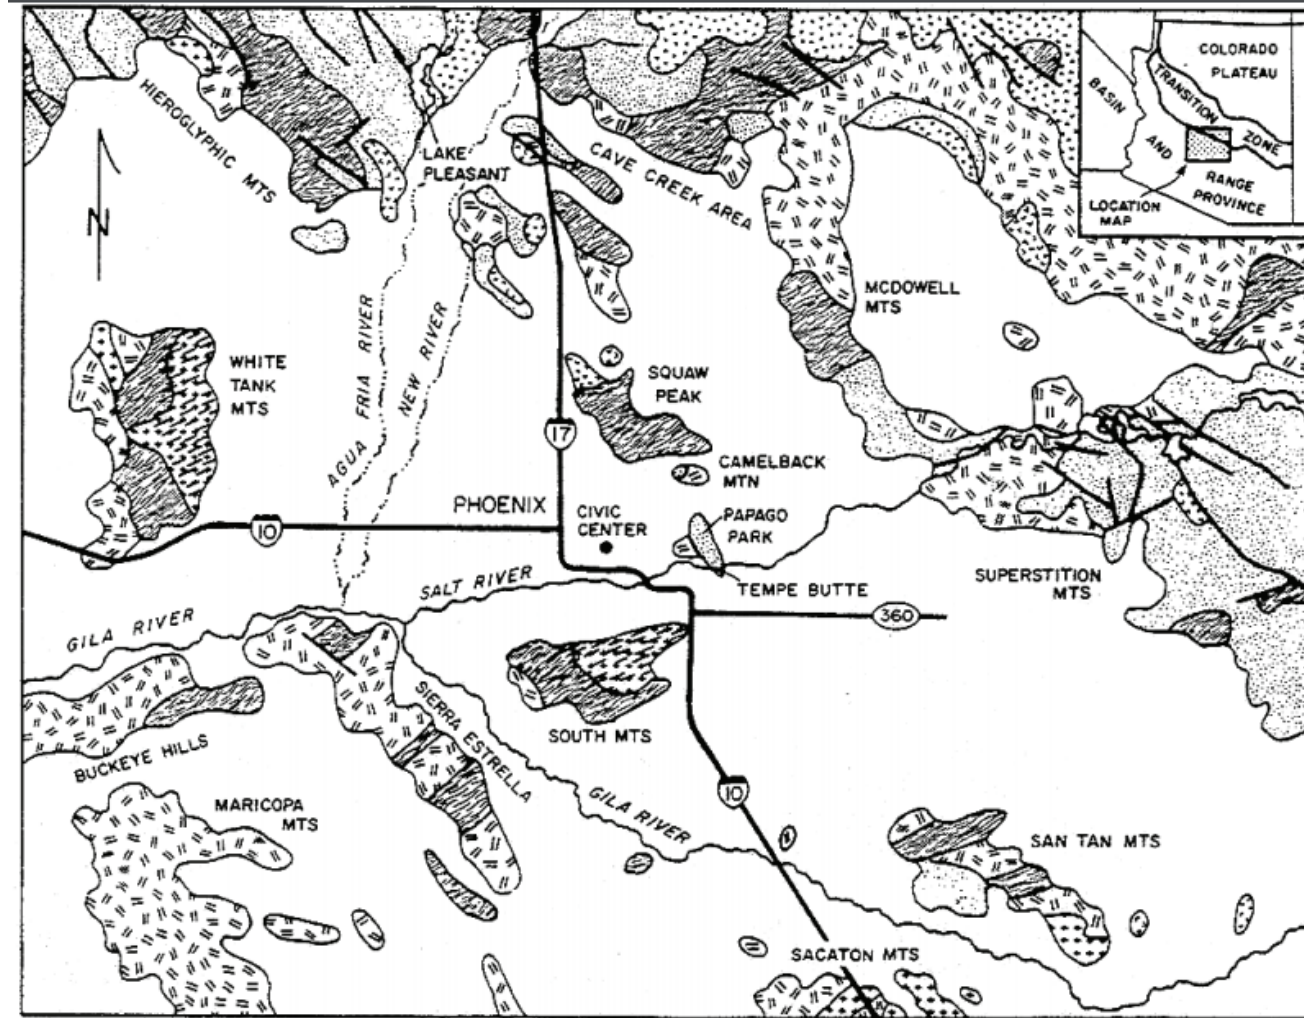 COLORADO
PLATEAU
BASIN
AND
RANGE
PROVINCE
TRANSITION
ZONE
LOCATION
MAP
HIEROGLYPHIC MTS
LAKE
PLEASANT
CAVE CREEK AREA
N
MCDOWELL
MTS
AGUA FRIA RIVER
NEW RIVER
WHITE
TANK
MTS
SQUAW
PEAK
17
CAMELBACK
MTN
PHOENIX
CIVIC
CENTER
PAPAGO
PARK
10
SUPERSTITION
MTS
TEMPE BUTTE
SALT RIVER
360
GILA RIVER
SIERRA ESTRELLA
SOUTH MTS
BUCKEYE HILLS
MARICOPA
MTS
GILA RIVER
10
SAN TAN MTS
SACATON MTS